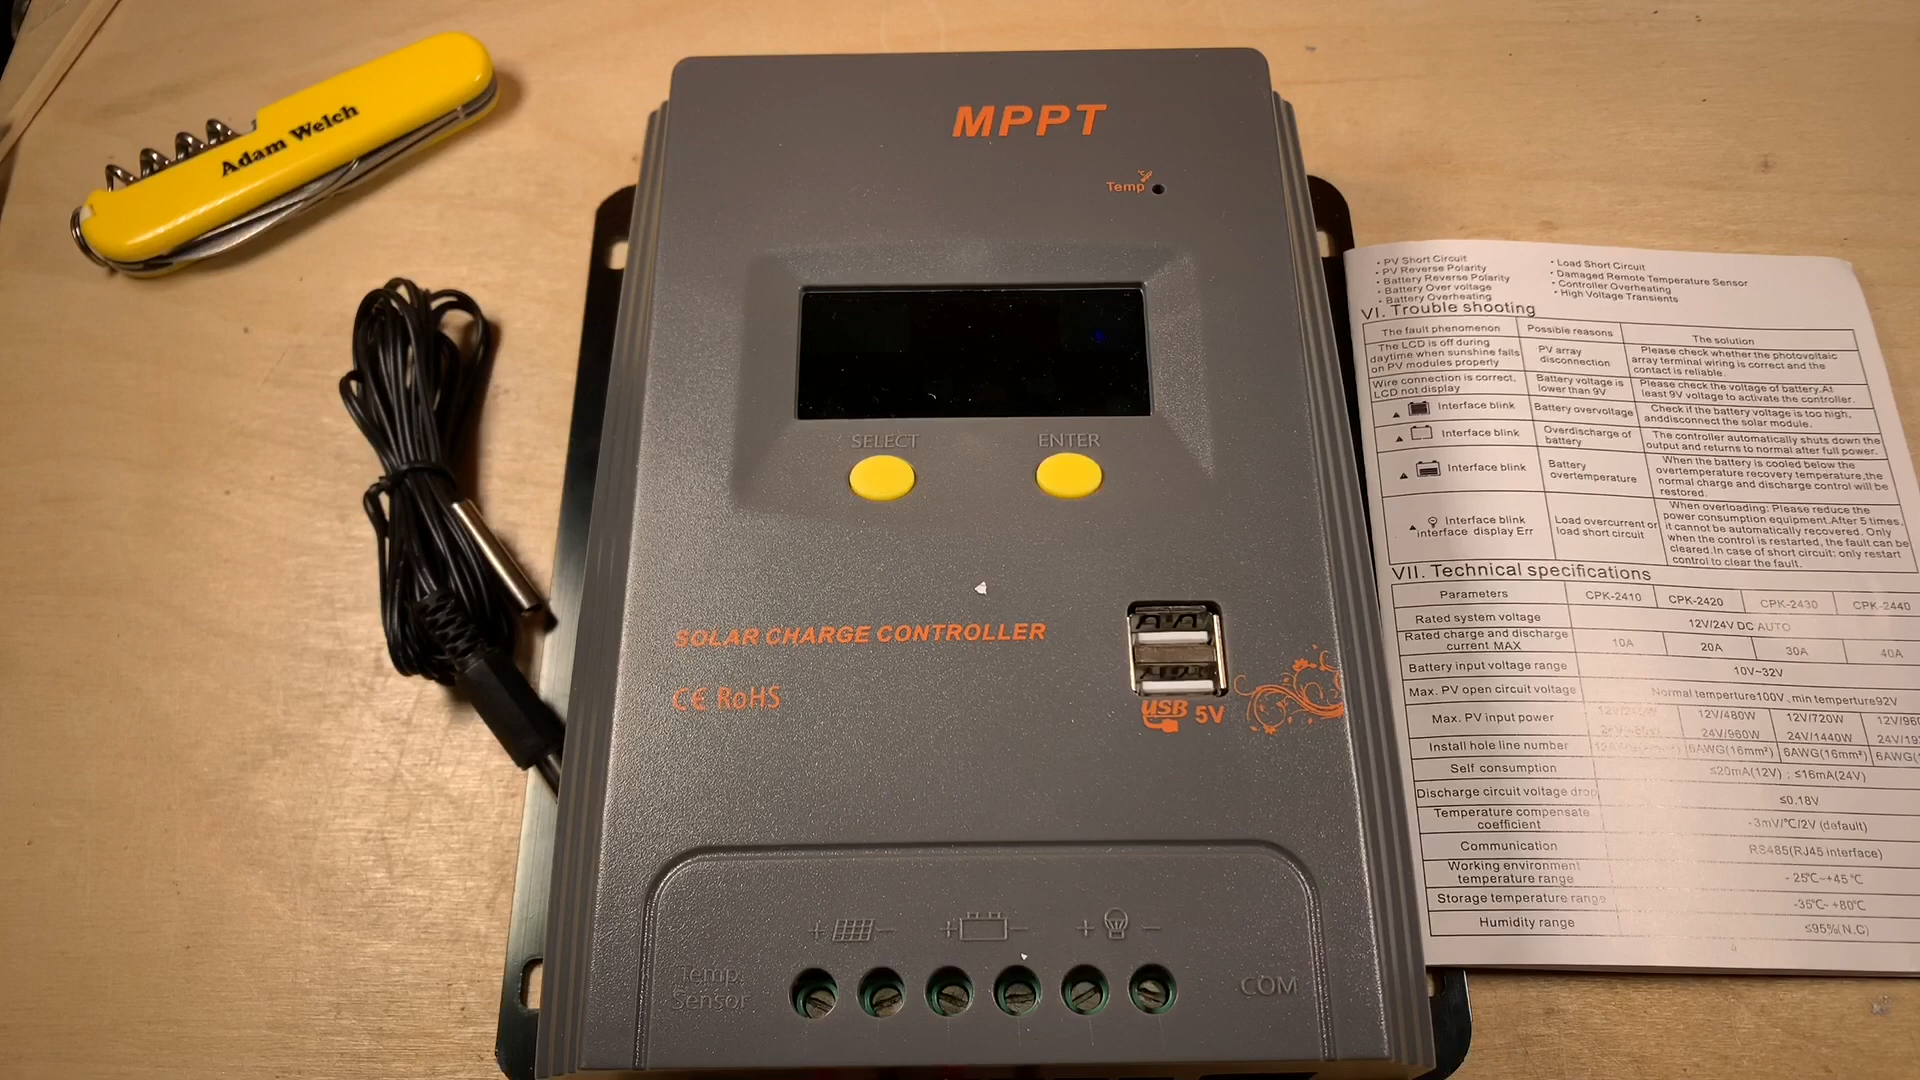 Adam Welch
MPPT
Temp
SELECT
ENTER
SOLAR CHARGE CONTROLLER
CE RoHS
USB 5V
+ - + - + -
Temp.
Sensor
COM
· PV Short Circuit
· PV Reverse Polarity
· Battery Reverse Polarity
· Battery Over voltage
· Battery Overheating
· Load Short Circuit
· Damaged Remote Temperature Sensor
· Controller Overheating
· High Voltage Transients
VI. Trouble shooting
The fault phenomenon Possible reasons The solution
The LCD is off during
daytime when sunshine falls
on PV modules properly
PV array
disconnection
Please check whether the photovoltaic
array terminal wiring is correct and the
contact is reliable.
Wire connection is correct,
LCD not display
Battery voltage is
lower than 9V
Please check the voltage of battery.At
least 9V voltage to activate the controller.
Interface blink
Battery overvoltage
Check if the battery voltage is too high,
anddisconnect the solar module.
Interface blink
Overdischarge of
battery
The controller automatically shuts down the
output and returns to normal after full power.
Interface blink
Battery
overtemperature
When the battery is cooled below the
overtemperature recovery temperature,the
normal charge and discharge control will be
restored.
Interface blink
interface display Err
Load overcurrent or
load short circuit
When overloading: Please reduce the
power consumption equipment.After 5 times,
it cannot be automatically recovered. Only
when the control is restarted, the fault can be
cleared.In case of short circuit: only restart
control to clear the fault.
VII. Technical specifications
Parameters CPK-2410 CPK-2420 CPK-2430 CPK-2440
Rated system voltage 12V/24V DC AUTO
Rated charge and discharge
current MAX
10A 20A 30A 40A
Battery input voltage range 10V~32V
Max. PV open circuit voltage Normal temperture100V、min temperture92V
Max. PV input power
12V/480W 12V/720W
24V/960W 24V/1440W
Install hole line number 6AWG(16mm²) 6AWG(16mm²)
Self consumption ≤20mA(12V) ; ≤16mA(24V)
Discharge circuit voltage drop ≤0.18V
Temperature compensate
coefficient
-3mV/℃/2V (default)
Communication RS485(RJ45 interface)
Working environment
temperature range
-25℃~+45℃
Storage temperature range -35℃~ +80℃
Humidity range ≤95%(N.C)
4